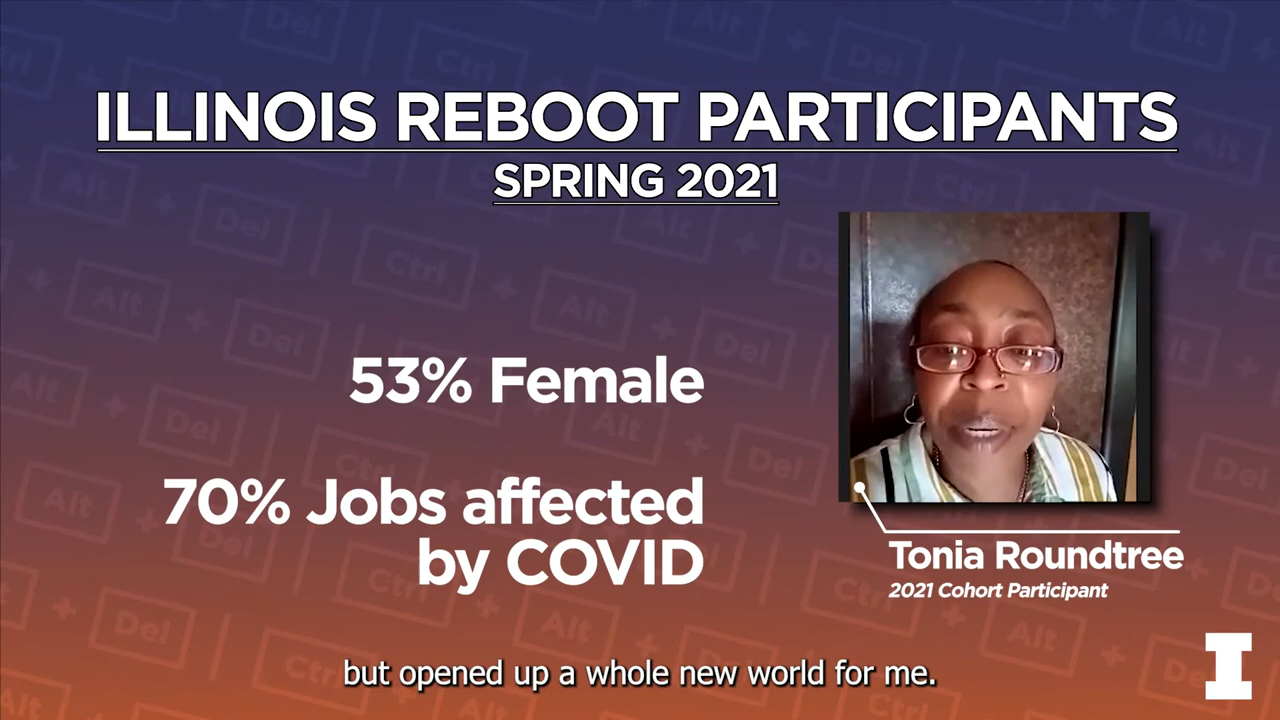 ILLINOIS REBOOT PARTICIPANTS
SPRING 2021
53% Female
70% Jobs affected
by COVID
Tonia Roundtree
2021 Cohort Participant
but opened up a whole new world for me.
I